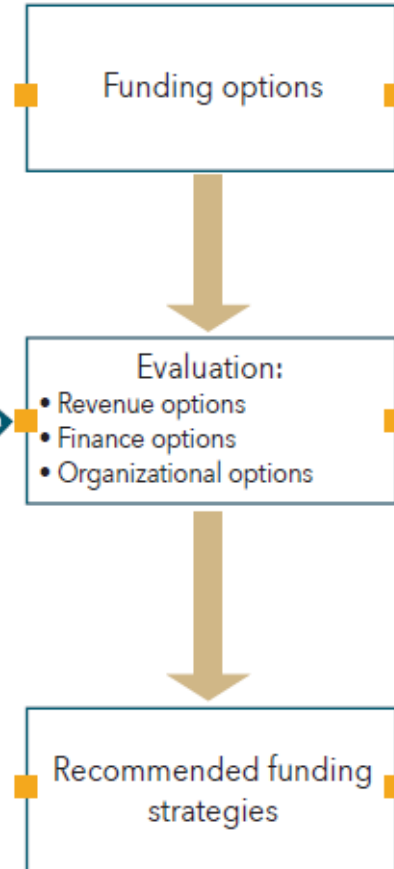 Funding options
Evaluation:
• Revenue options
• Finance options
• Organizational options
Recommended funding
strategies